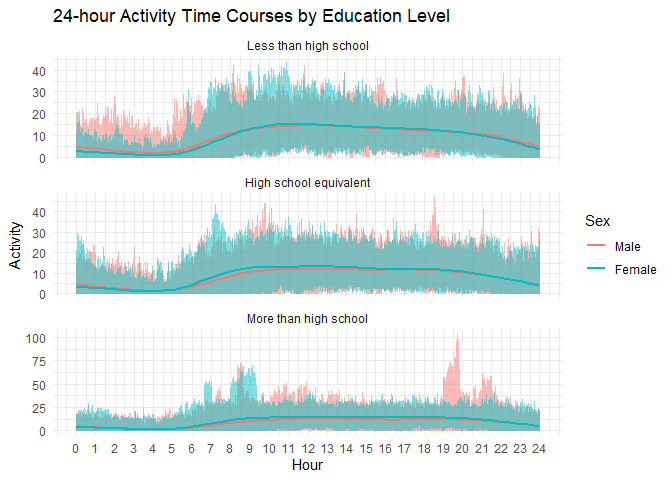 24-hour Activity Time Courses by Education Level
Less than high school
40
30
20
10
0
High school equivalent
40
30
20
10
0
More than high school
100
75
50
25
0
0 1 2 3 4 5 6 7 8 9 10 11 12 13 14 15 16 17 18 19 20 21 22 23 24
Hour
Activity
Sex
Male
Female